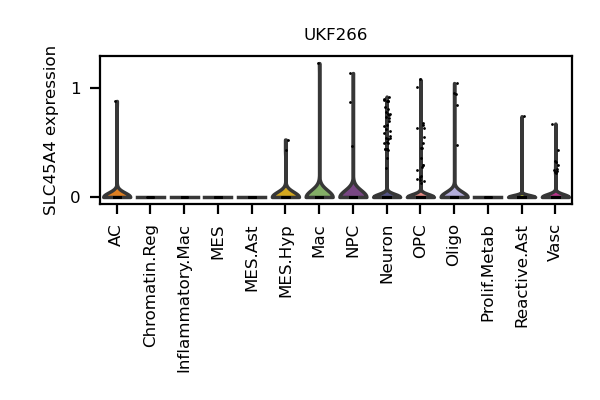 UKF266
SLC45A4 expression
1
0
AC
Chromatin.Reg
Inflammatory.Mac
MES
MES.Ast
MES.Hyp
Mac
NPC
Neuron
OPC
Oligo
Prolif.Metab
Reactive.Ast
Vasc